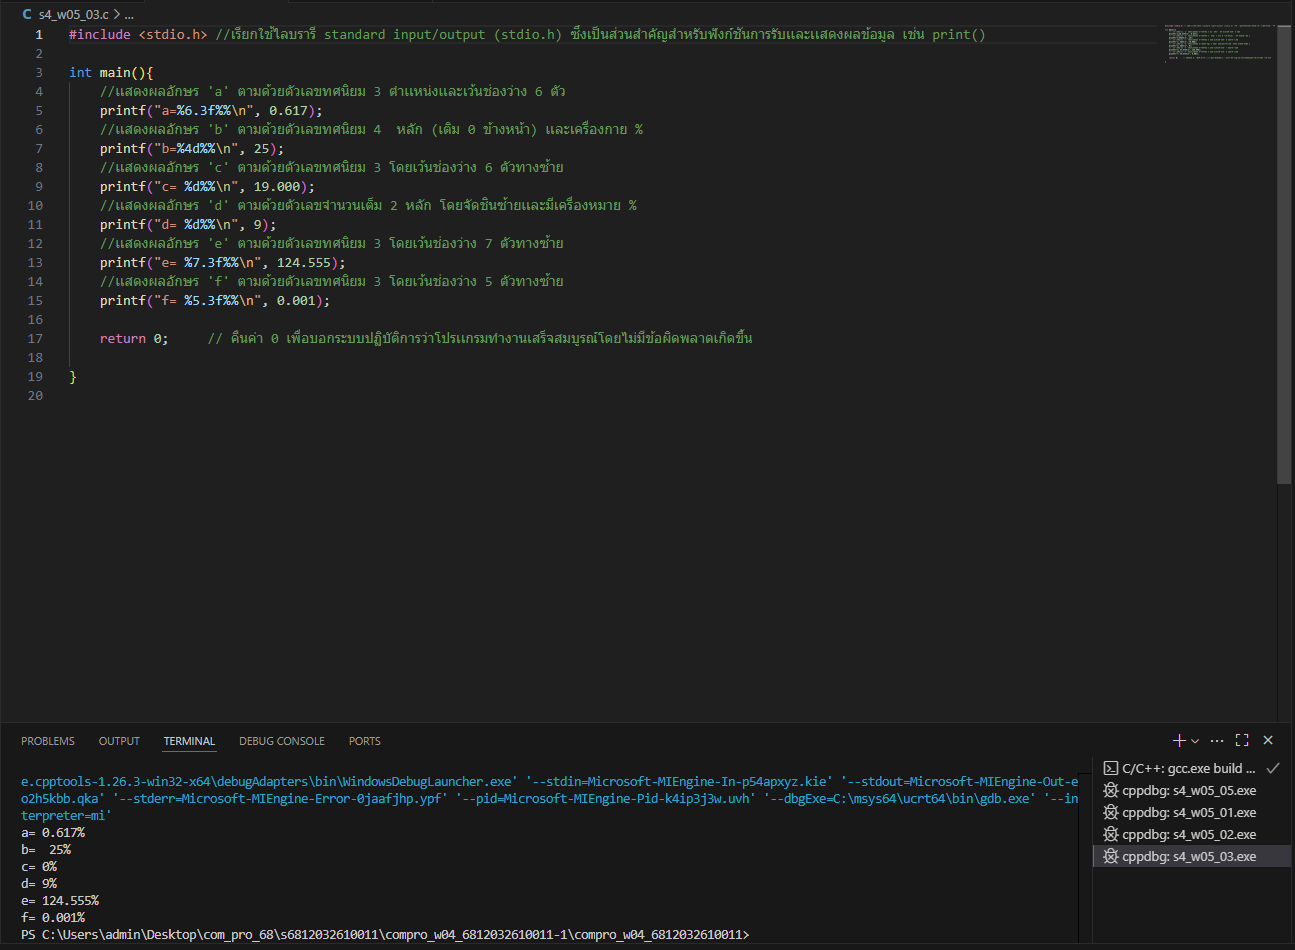 C s4_w05_03.c > ...
1 #include <stdio.h> //เรียกใช้ไลบรารี standard input/output (stdio.h) ซึ่งเป็นส่วนสำคัญสำหรับฟังก์ชันการรับและแสดงผลข้อมูล เช่น print()
2
3 int main(){
4 //แสดงผลอักษร 'a' ตามด้วยตัวเลขทศนิยม 3 ตำแหน่งและเว้นช่องว่าง 6 ตัว
5 printf("a=%6.3f%%\n", 0.617);
6 //แสดงผลอักษร 'b' ตามด้วยตัวเลขทศนิยม 4 หลัก (เติม 0 ข้างหน้า) และเครื่องกาย %
7 printf("b=%4d%%\n", 25);
8 //แสดงผลอักษร 'c' ตามด้วยตัวเลขทศนิยม 3 โดยเว้นช่องว่าง 6 ตัวทางซ้าย
9 printf("c= %d%%\n", 19.000);
10 //แสดงผลอักษร 'd' ตามด้วยตัวเลขจำนวนเต็ม 2 หลัก โดยจัดชินซ้ายและมีเครื่องหมาย %
11 printf("d= %d%%\n", 9);
12 //แสดงผลอักษร 'e' ตามด้วยตัวเลขทศนิยม 3 โดยเว้นช่องว่าง 7 ตัวทางซ้าย
13 printf("e= %7.3f%%\n", 124.555);
14 //แสดงผลอักษร 'f' ตามด้วยตัวเลขทศนิยม 3 โดยเว้นช่องว่าง 5 ตัวทางซ้าย
15 printf("f= %5.3f%%\n", 0.001);
16
17 return 0; // คืนค่า 0 เพื่อบอกระบบปฏิบัติการว่าโปรแกรมทำงานเสร็จสมบูรณ์โดยไม่มีข้อผิดพลาดเกิดขึ้น
18
19 }
20
PROBLEMS OUTPUT TERMINAL DEBUG CONSOLE PORTS
e.cpptools-1.26.3-win32-x64\debugAdapters\bin\WindowsDebugLauncher.exe' '--stdin=Microsoft-MIEngine-In-p54apxyz.kie' '--stdout=Microsoft-MIEngine-Out-e
o2h5kbb.qka' '--stderr=Microsoft-MIEngine-Error-0jaafjhp.ypf' '--pid=Microsoft-MIEngine-Pid-k4ip3j3w.uvh' '--dbgExe=C:\msys64\ucrt64\bin\gdb.exe' '--in
terpreter=mi'
a= 0.617%
b=  25%
c= 0%
d= 9%
e= 124.555%
f= 0.001%
PS C:\Users\admin\Desktop\com_pro_68\s6812032610011\compro_w04_6812032610011-1\compro_w04_6812032610011>
C/C++: gcc.exe build ...
cppdbg: s4_w05_05.exe
cppdbg: s4_w05_01.exe
cppdbg: s4_w05_02.exe
cppdbg: s4_w05_03.exe